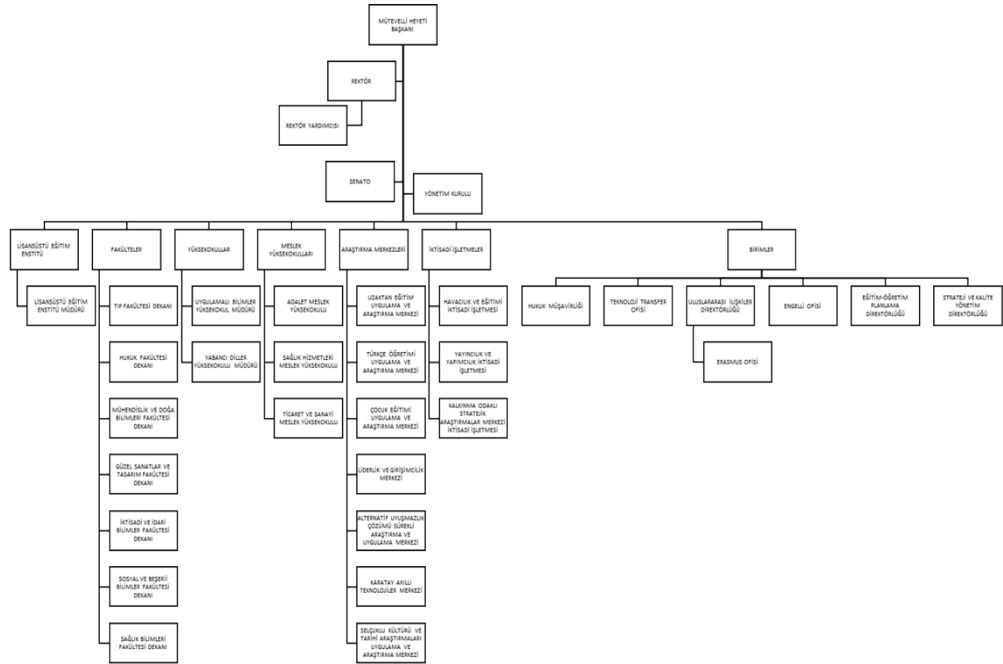 MÜTEVELLİ HEYETİ
BAŞKANI
REKTÖR
REKTÖR YARDIMCISI
SENATO
YÖNETİM KURULU
LİSANSÜSTÜ EĞİTİM
ENSTİTÜ
LİSANSÜSTÜ EĞİTİM
ENSTİTÜ MÜDÜRÜ
FAKÜLTELER
TIP FAKÜLTESİ DEKANI
HUKUK FAKÜLTESİ
DEKANI
MÜHENDİSLİK VE DOĞA
BİLİMLERİ FAKÜLTESİ
DEKANI
GÜZEL SANATLAR VE
TASARIM FAKÜLTESİ
DEKANI
İKTİSADİ VE İDARİ
BİLİMLER FAKÜLTESİ
DEKANI
SOSYAL VE BEŞERİİ
BİLİMLER FAKÜLTESİ
DEKANI
SAĞLIK BİLİMLERİ
FAKÜLTESİ DEKANI
YÜKSEKOKULLAR
UYGULAMALI BİLİMLER
YÜKSEKOKUL MÜDÜRÜ
YABANCI DİLLER
YÜKSEKOKULU MÜDÜRÜ
MESLEK
YÜKSEKOKULLARI
ADALET MESLEK
YÜKSEKOKULU
SAĞLIK HİZMETLERİ
MESLEK YÜKSEKOKULU
TİCARET VE SANAYİ
MESLEK YÜKSEKOKULU
ARAŞTIRMA MERKEZLERİ
UZAKTAN EĞİTİM
UYGULAMA VE
ARAŞTIRMA MERKEZİ
TÜRKÇE ÖĞRETİMİ
UYGULAMA VE
ARAŞTIRMA MERKEZİ
ÇOCUK EĞİTİMİ
UYGULAMA VE
ARAŞTIRMA MERKEZİ
LİDERLİK VE GİRİŞİMCİLİK
MERKEZİ
ALTERNATİF UYUŞMAZLIK
ÇÖZÜMÜ SÜREKLİ
ARAŞTIRMA VE
UYGULAMA MERKEZİ
KARATAY AKILLI
TEKNOLOJİLER MERKEZİ
SELÇUKLU KÜLTÜRÜ VE
TARİHİ ARAŞTIRMALARI
UYGULAMA VE
ARAŞTIRMA MERKEZİ
İKTİSADİ İŞLETMELER
HAVACILIK VE EĞİTİMİ
İKTİSADİ İŞLETMESİ
YAYINCILIK VE
YAPIMCILIK İKTİSADİ
İŞLETMESİ
KALKINMA ODAKLI
STRATEJİK
ARAŞTIRMALAR MERKEZİ
İKTİSADİ İŞLETMESİ
BİRİMLER
HUKUK MÜŞAVİRLİĞİ
TEKNOLOJİ TRANSFER
OFİSİ
ULUSLARARASI İLİŞKİLER
DİREKTÖRLÜĞÜ
ERASMUS OFİSİ
ENGELLİ OFİSİ
EĞİTİM-ÖĞRETİM
PLANLAMA
DİREKTÖRLÜĞÜ
STRATEJİ VE KALİTE
YÖNETİM
DİREKTÖRLÜĞÜ